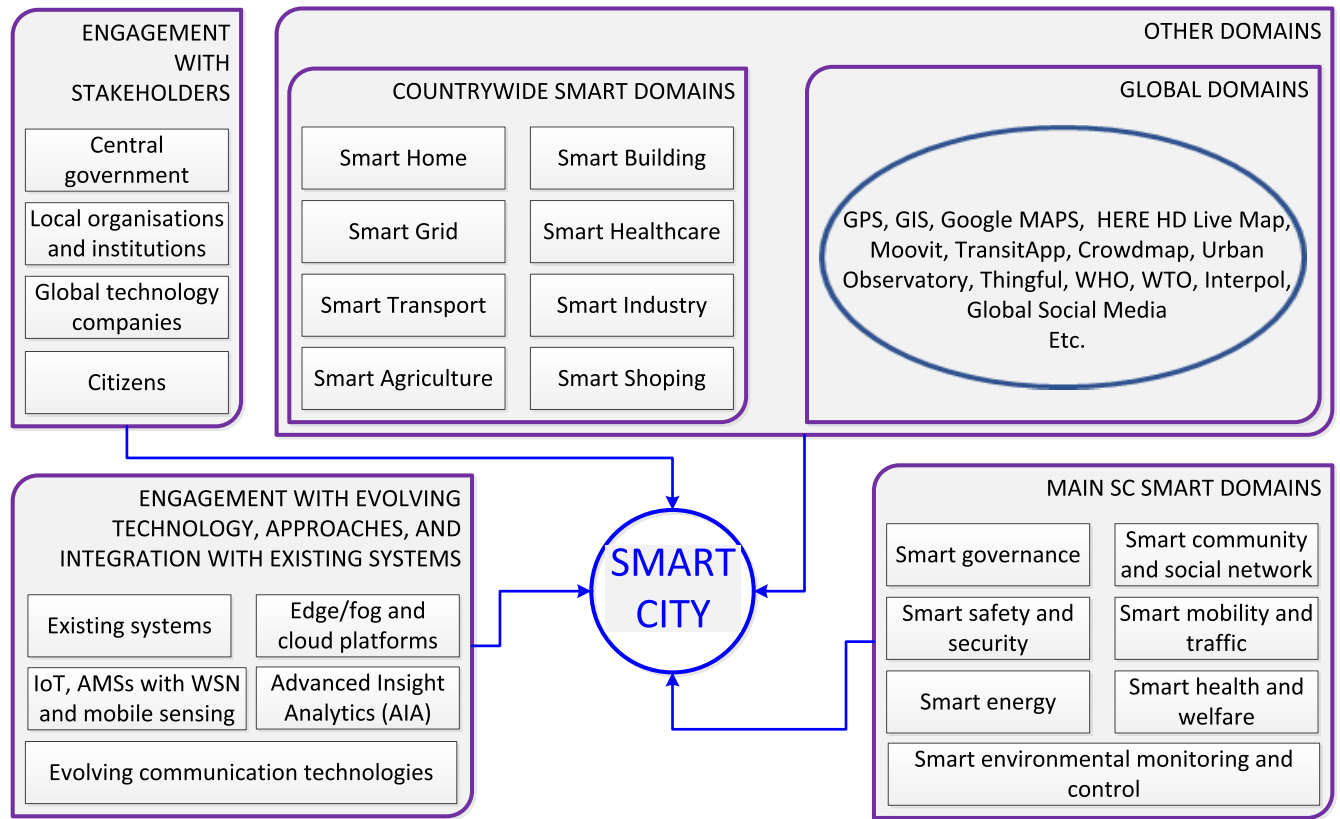 ENGAGEMENT
WITH
STAKEHOLDERS
Central
government
Local organisations
and institutions
Global technology
companies
Citizens
OTHER DOMAINS
COUNTRYWIDE SMART DOMAINS
Smart Home
Smart Building
Smart Grid
Smart Healthcare
Smart Transport
Smart Industry
Smart Agriculture
Smart Shoping
GLOBAL DOMAINS
GPS, GIS, Google MAPS, HERE HD Live Map,
Moovit, TransitApp, Crowdmap, Urban
Observatory, Thingful, WHO, WTO, Interpol,
Global Social Media
Etc.
ENGAGEMENT WITH EVOLVING
TECHNOLOGY, APPROACHES, AND
INTEGRATION WITH EXISTING SYSTEMS
Existing systems
Edge/fog and
cloud platforms
IoT, AMSs with WSN
and mobile sensing
Advanced Insight
Analytics (AIA)
Evolving communication technologies
SMART
CITY
MAIN SC SMART DOMAINS
Smart governance
Smart community
and social network
Smart safety and
security
Smart mobility and
traffic
Smart energy
Smart health and
welfare
Smart environmental monitoring and
control